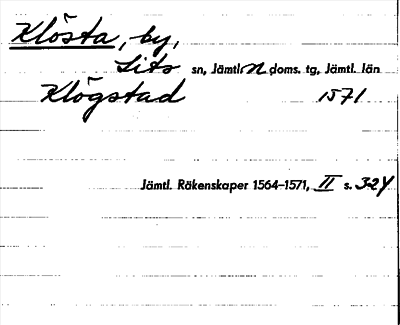 Klösta, by,
Lits sn, Jämtl. n doms. tg, Jämtl. län
Klögstad 1571
Jämtl. Räkenskaper 1564–1571, II s. 324